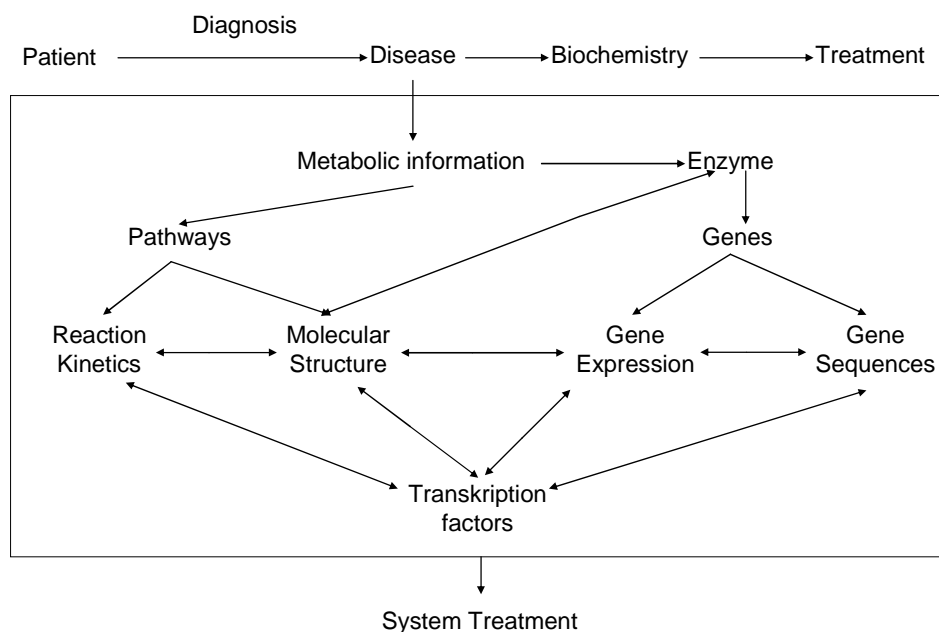 Diagnosis
Patient Disease Biochemistry Treatment
Metabolic information Enzyme
Pathways Genes
Reaction Molecular Gene Gene
Kinetics Structure Expression Sequences
Transkription
factors
System Treatment